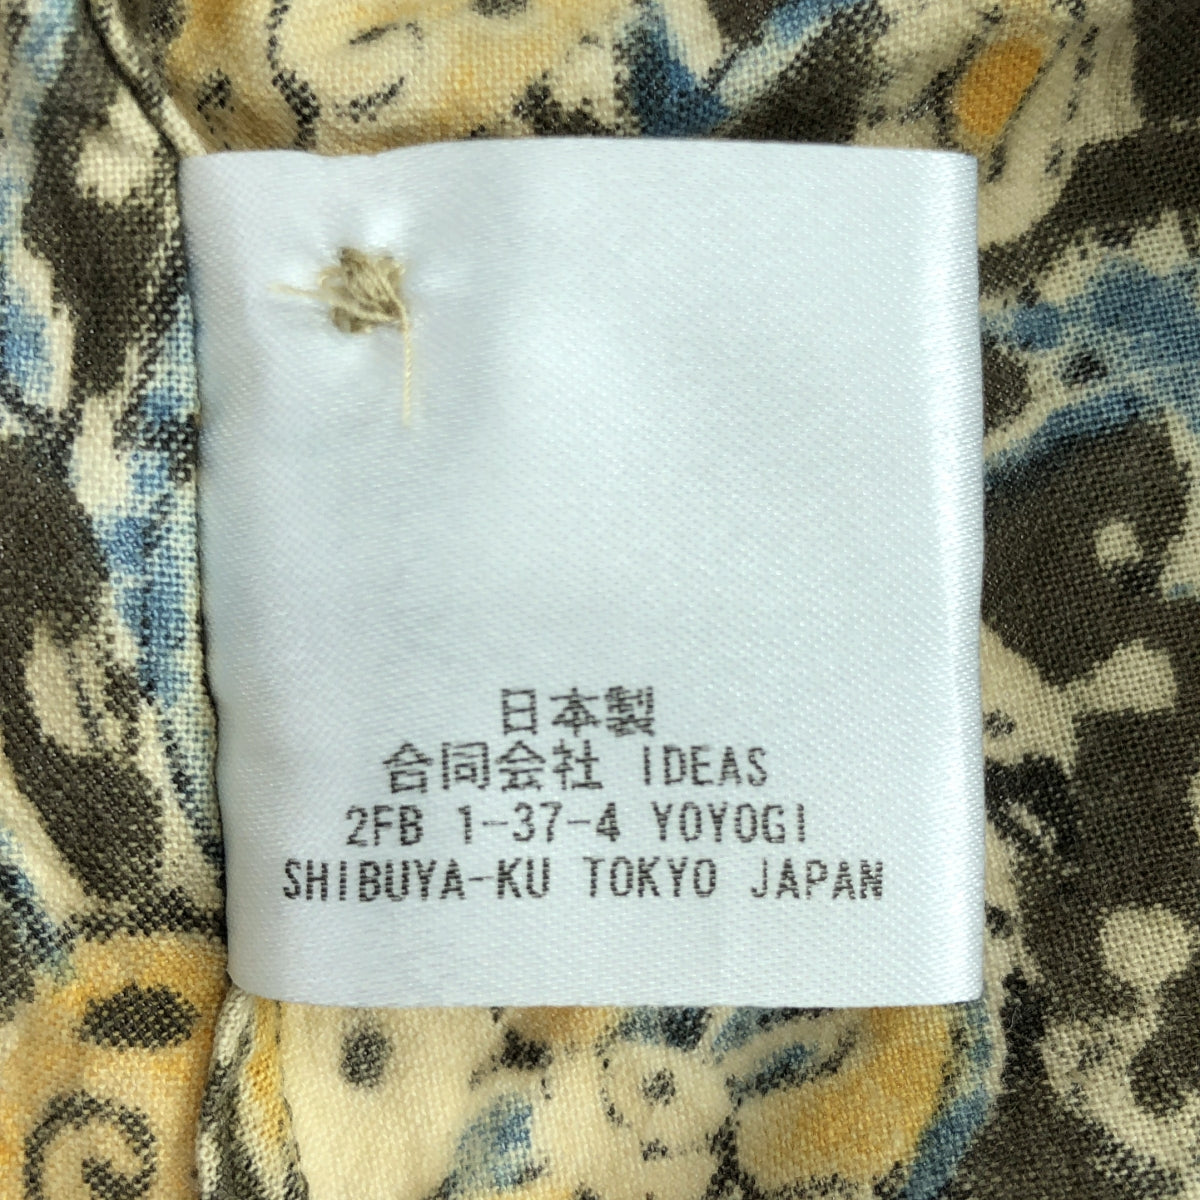 日本製
合同会社 IDEAS
2FB 1-37-4 YOYOGI
SHIBUYA-KU TOKYO JAPAN